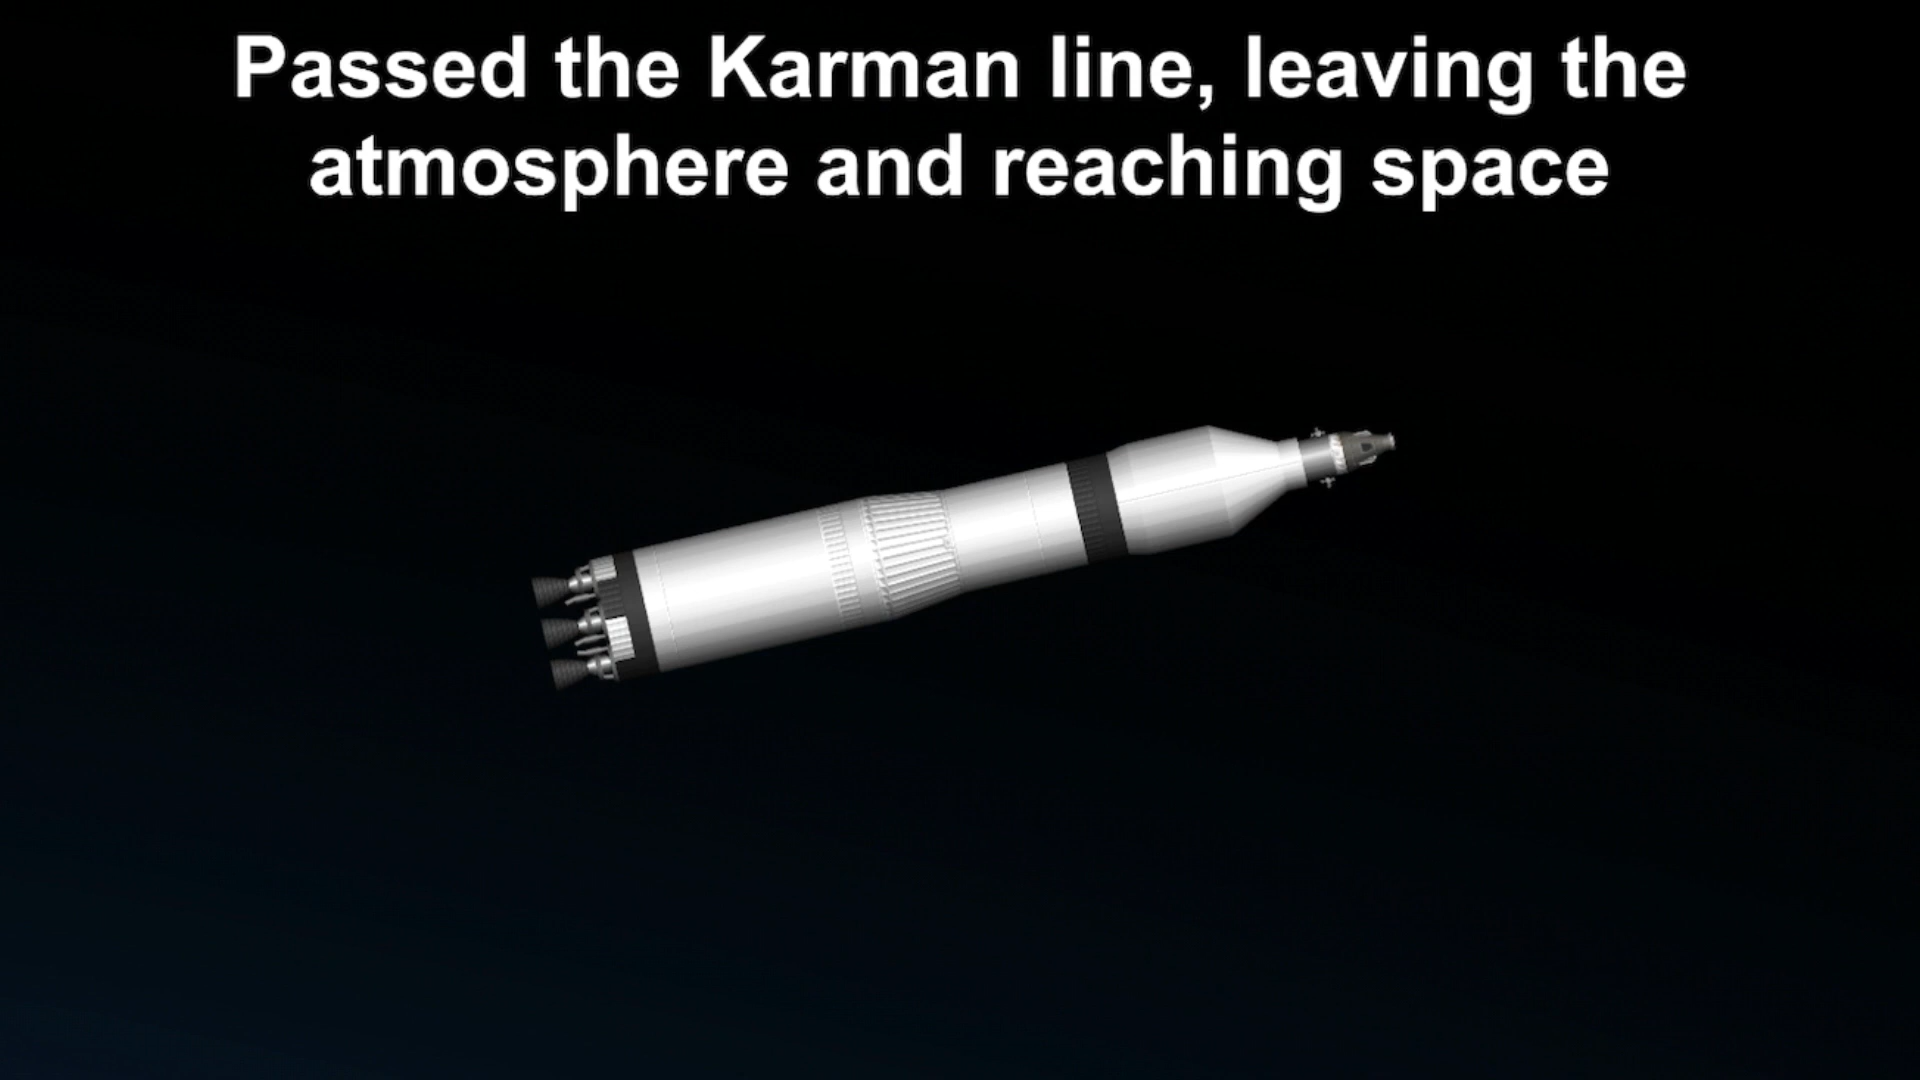 Passed the Karman line, leaving the
atmosphere and reaching space